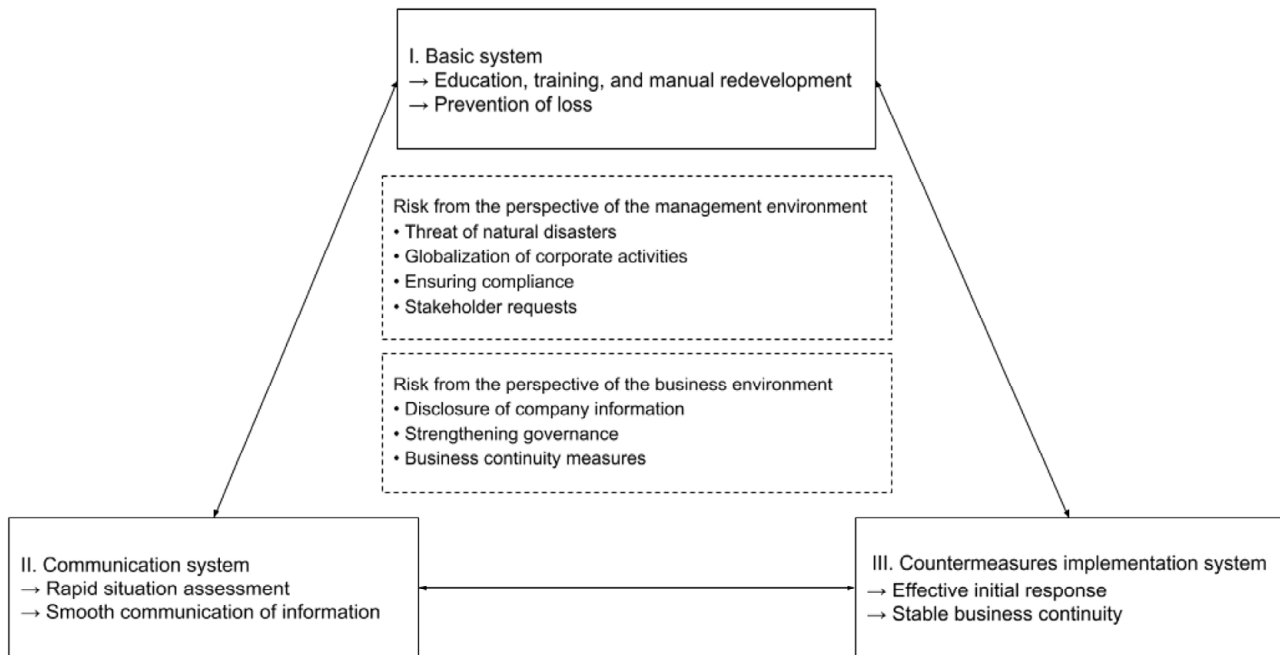 I. Basic system
→ Education, training, and manual redevelopment
→ Prevention of loss
Risk from the perspective of the management environment
• Threat of natural disasters
• Globalization of corporate activities
• Ensuring compliance
• Stakeholder requests
Risk from the perspective of the business environment
• Disclosure of company information
• Strengthening governance
• Business continuity measures
II. Communication system
→ Rapid situation assessment
→ Smooth communication of information
III. Countermeasures implementation system
→ Effective initial response
→ Stable business continuity